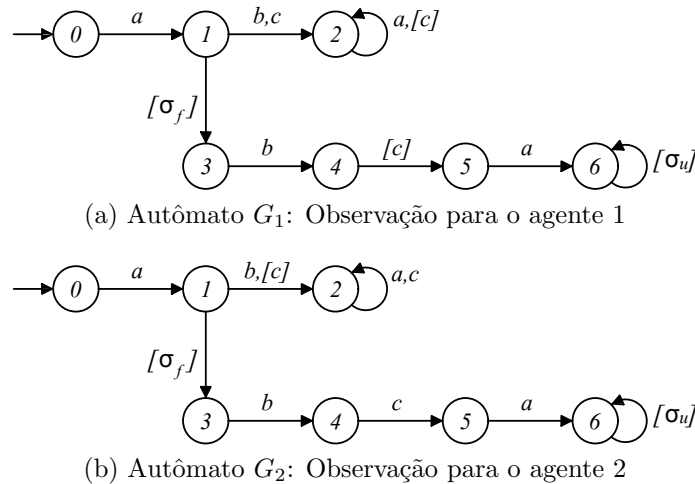 a
b,c
a,[c]
0
1
2
[σf]
b
[c]
a
[σu]
3
4
5
6
(a) Autômato G1: Observação para o agente 1
a
b,[c]
a,c
0
1
2
[σf]
b
c
a
[σu]
3
4
5
6
(b) Autômato G2: Observação para o agente 2